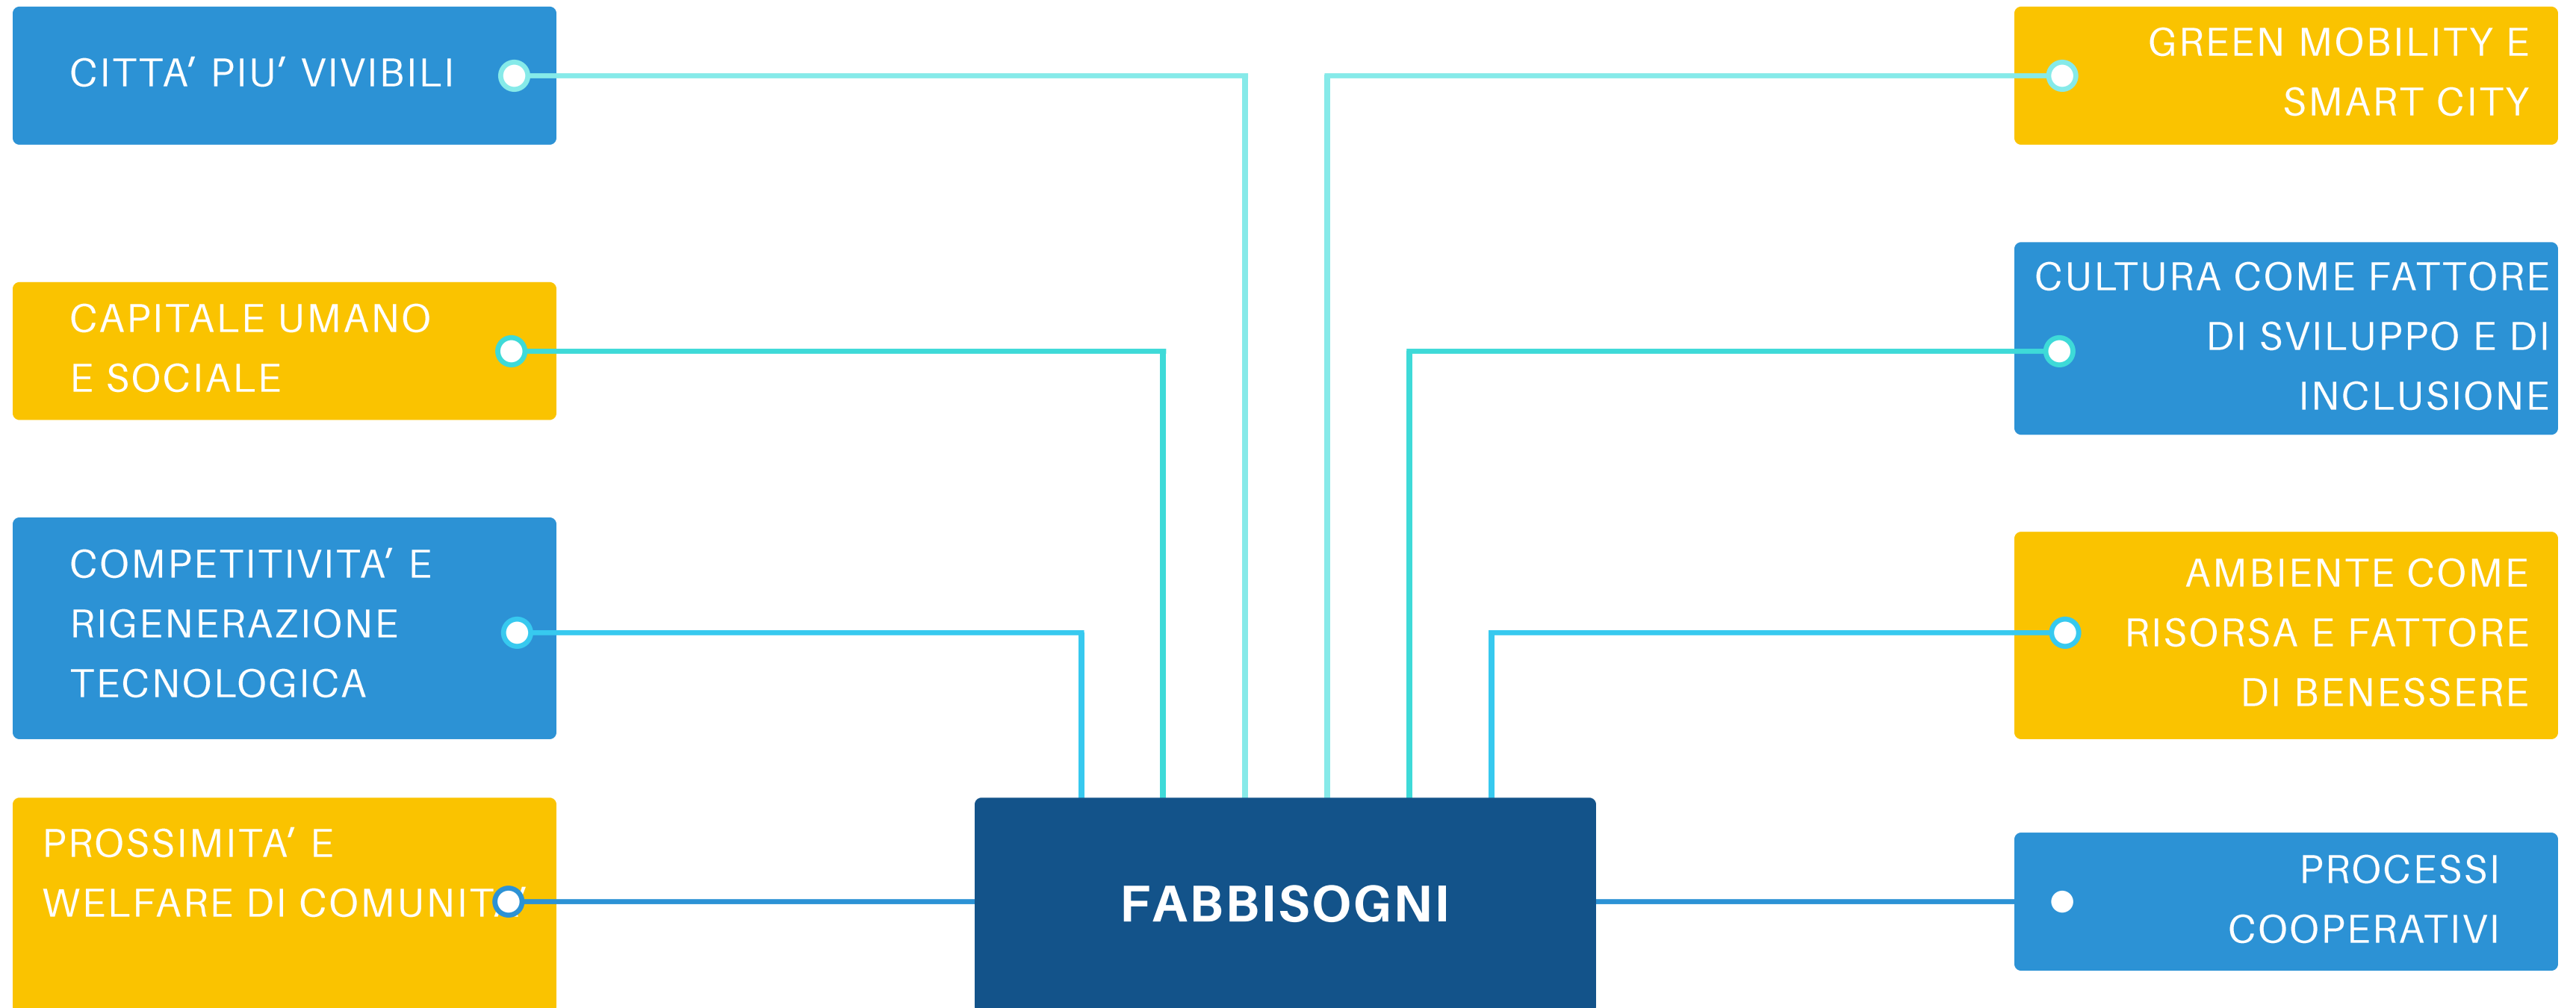 CITTA' PIU' VIVIBILI
CAPITALE UMANO
E SOCIALE
COMPETITIVITA' E
RIGENERAZIONE
TECNOLOGICA
PROSSIMITA' E
WELFARE DI COMUNITA'
FABBISOGNI
GREEN MOBILITY E
SMART CITY
CULTURA COME FATTORE
DI SVILUPPO E DI
INCLUSIONE
AMBIENTE COME
RISORSA E FATTORE
DI BENESSERE
PROCESSI
COOPERATIVI